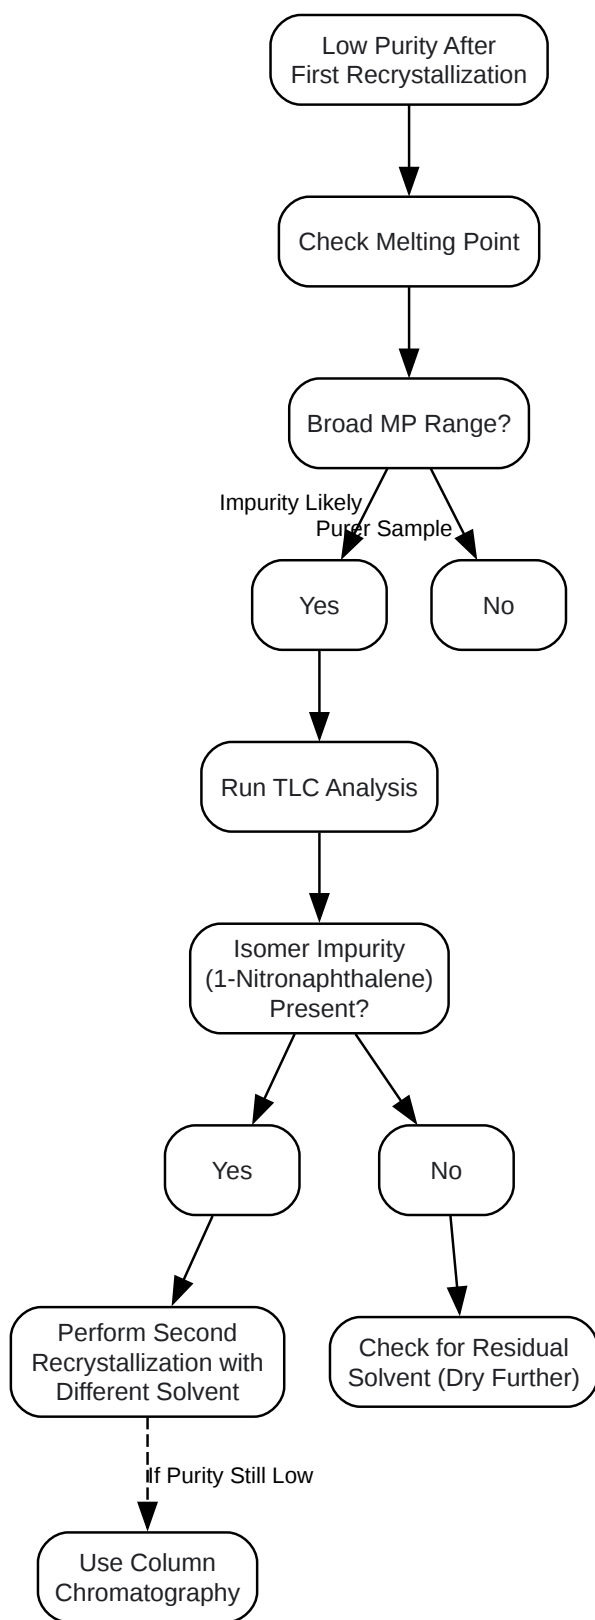 Low Purity After
First Recrystallization
Check Melting Point
Broad MP Range?
Impurity Likely
Purer Sample
Yes
No
Run TLC Analysis
Isomer Impurity
(1-Nitronaphthalene)
Present?
Yes
No
Perform Second
Recrystallization with
Different Solvent
Check for Residual
Solvent (Dry Further)
If Purity Still Low
Use Column
Chromatography